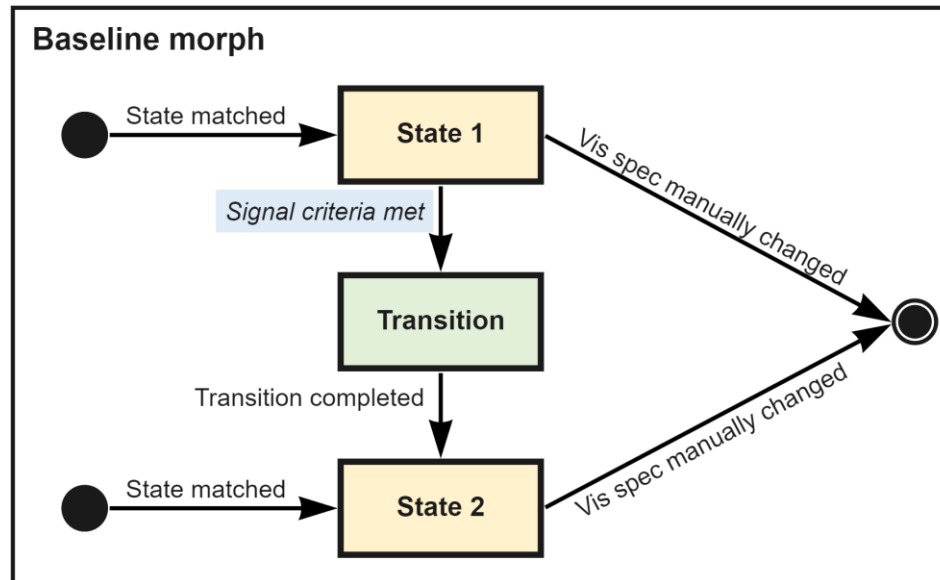 Baseline morph
State matched
State 1
Vis spec manually changed
Signal criteria met
Transition
Transition completed
State matched
State 2
Vis spec manually changed